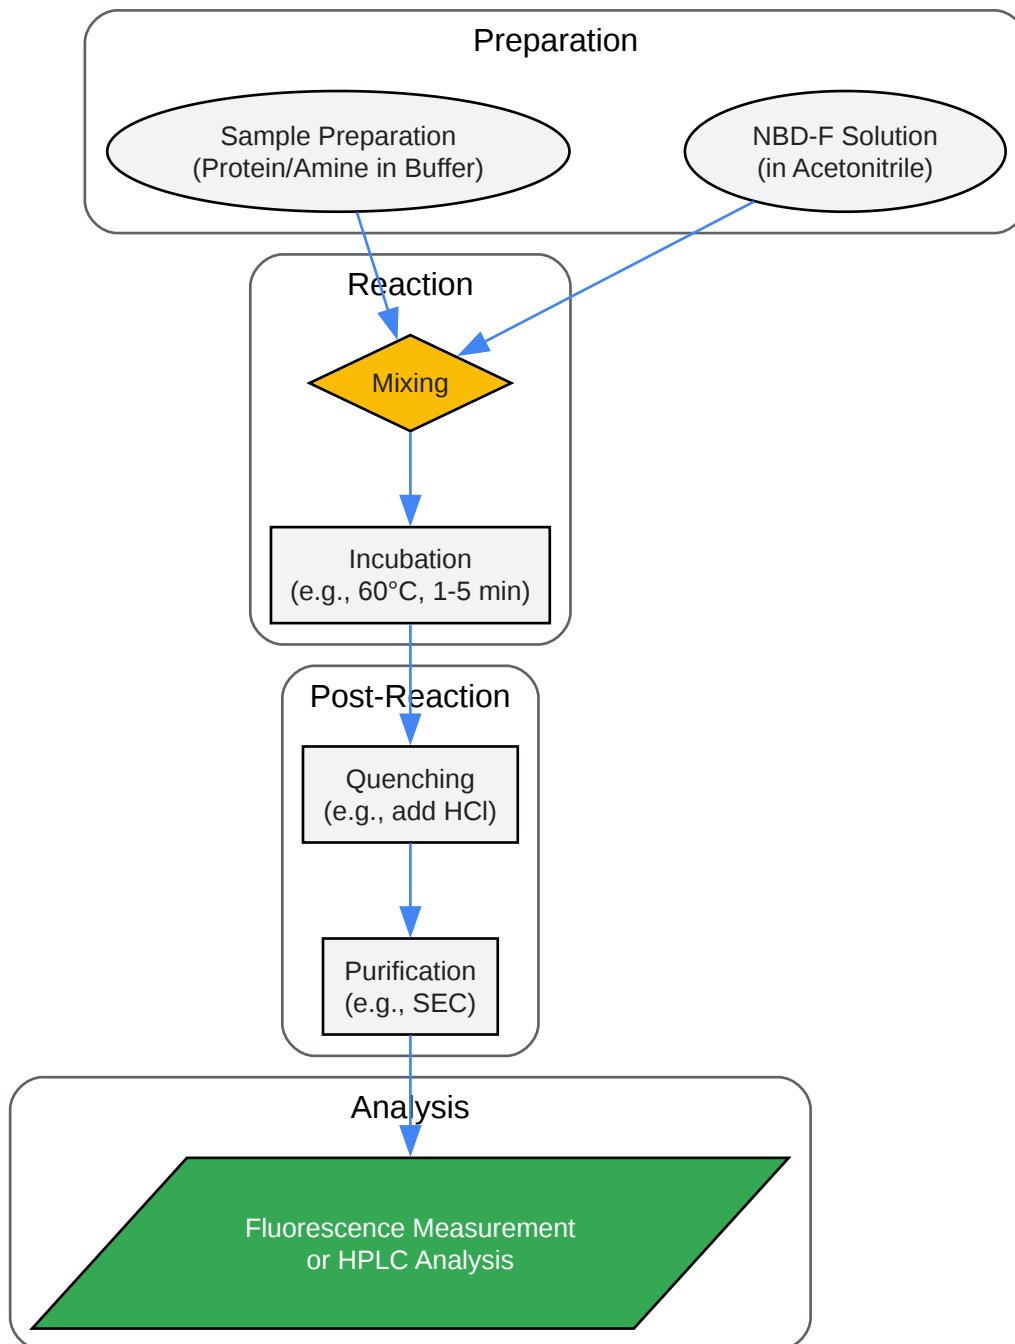 Preparation
Sample Preparation
(Protein/Amine in Buffer)
NBD-F Solution
(in Acetonitrile)
Reaction
Mixing
Incubation
(e.g., 60°C, 1-5 min)
Post-Reaction
Quenching
(e.g., add HCl)
Purification
(e.g., SEC)
Analysis
Fluorescence Measurement
or HPLC Analysis